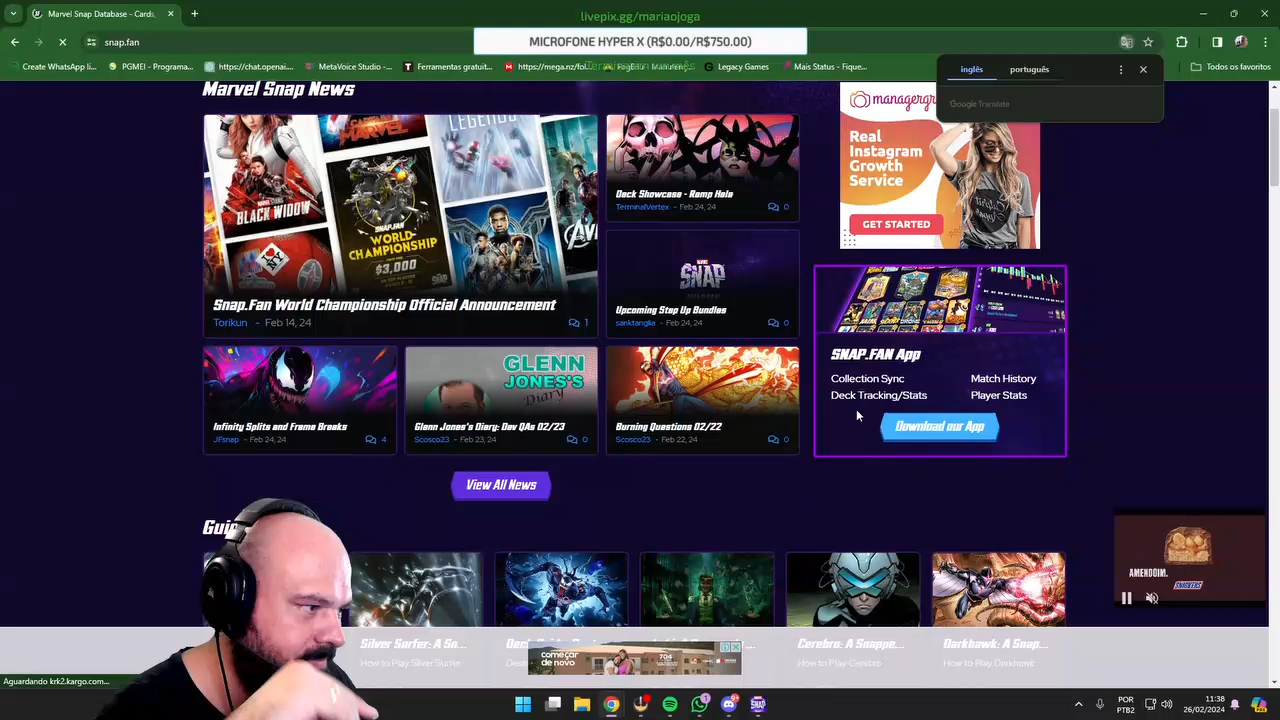 livepix.gg/mariaojoga
Marvel Snap Database - Cards,
MICROFONE HYPER X (R$0.00/R$750.00)
snap.fan
Create WhatsApp li...
PGMEI - Programa...
https://chat.openai....
MetaVoice Studio -...
Ferramentas gratuit...
https://mega.nz/fol...
Legacy Games
Mais Status - Fique...
Todos os favoritos
inglês
português
Google Translate
Marvel Snap News
LEGENDS
BLACK WIDOW
SNAP.FAN
WORLD
CHAMPIONSHIP
$3,000
Snap.Fan World Championship Official Announcement
Torikun - Feb 14, 24
1
Deck Showcase - Ramp Hela
TerminalVertex - Feb 24, 24
0
SNAP
Upcoming Step Up Bundles
sanktanglia - Feb 24, 24
0
Infinity Splits and Frame Breaks
JFsnap - Feb 24, 24
4
GLENN
JONES'S
Diary
Glenn Jones's Diary: Dev QAs 02/23
Scosco23 - Feb 23, 24
0
Burning Questions 02/22
Scosco23 - Feb 22, 24
0
View All News
Real
Instagram
Growth
Service
GET STARTED
SNAP.FAN App
Collection Sync
Match History
Deck Tracking/Stats
Player Stats
Download our App
AMENDOIM.
SNICKERS
Silver Surfer: A Sn...
How to Play Silver Surfer
Cerebro: A Snappe...
How to Play Cerebro
Darkhawk: A Snap...
How to Play Darkhawk
começar
de novo
704
Aguardando krk2.kargo.com...
1
POR
PTB2
11:38
26/02/2024